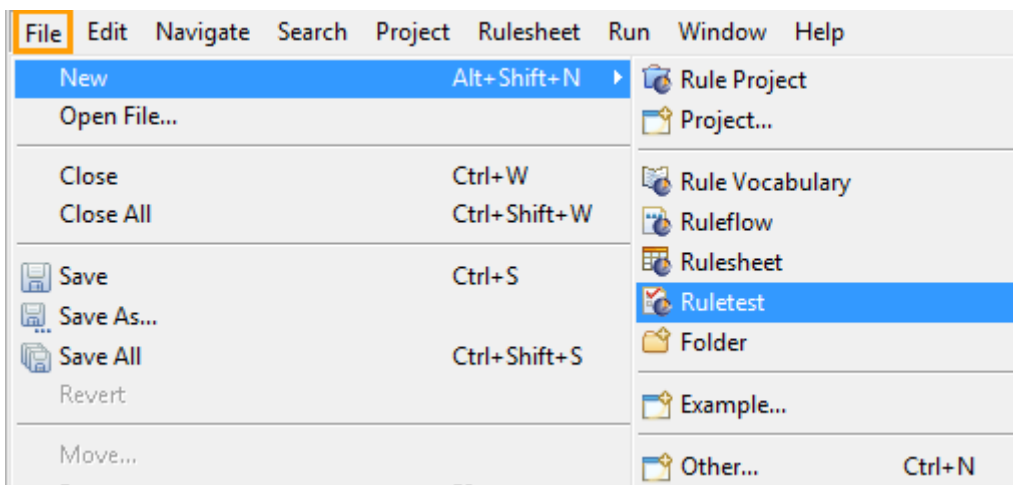 File Edit Navigate Search Project Rulesheet Run Window Help
New Alt+Shift+N
Open File...
Close Ctrl+W
Close All Ctrl+Shift+W
Save Ctrl+S
Save As...
Save All Ctrl+Shift+S
Revert
Move...
Rule Project
Project...
Rule Vocabulary
Ruleflow
Rulesheet
Ruletest
Folder
Example...
Other... Ctrl+N